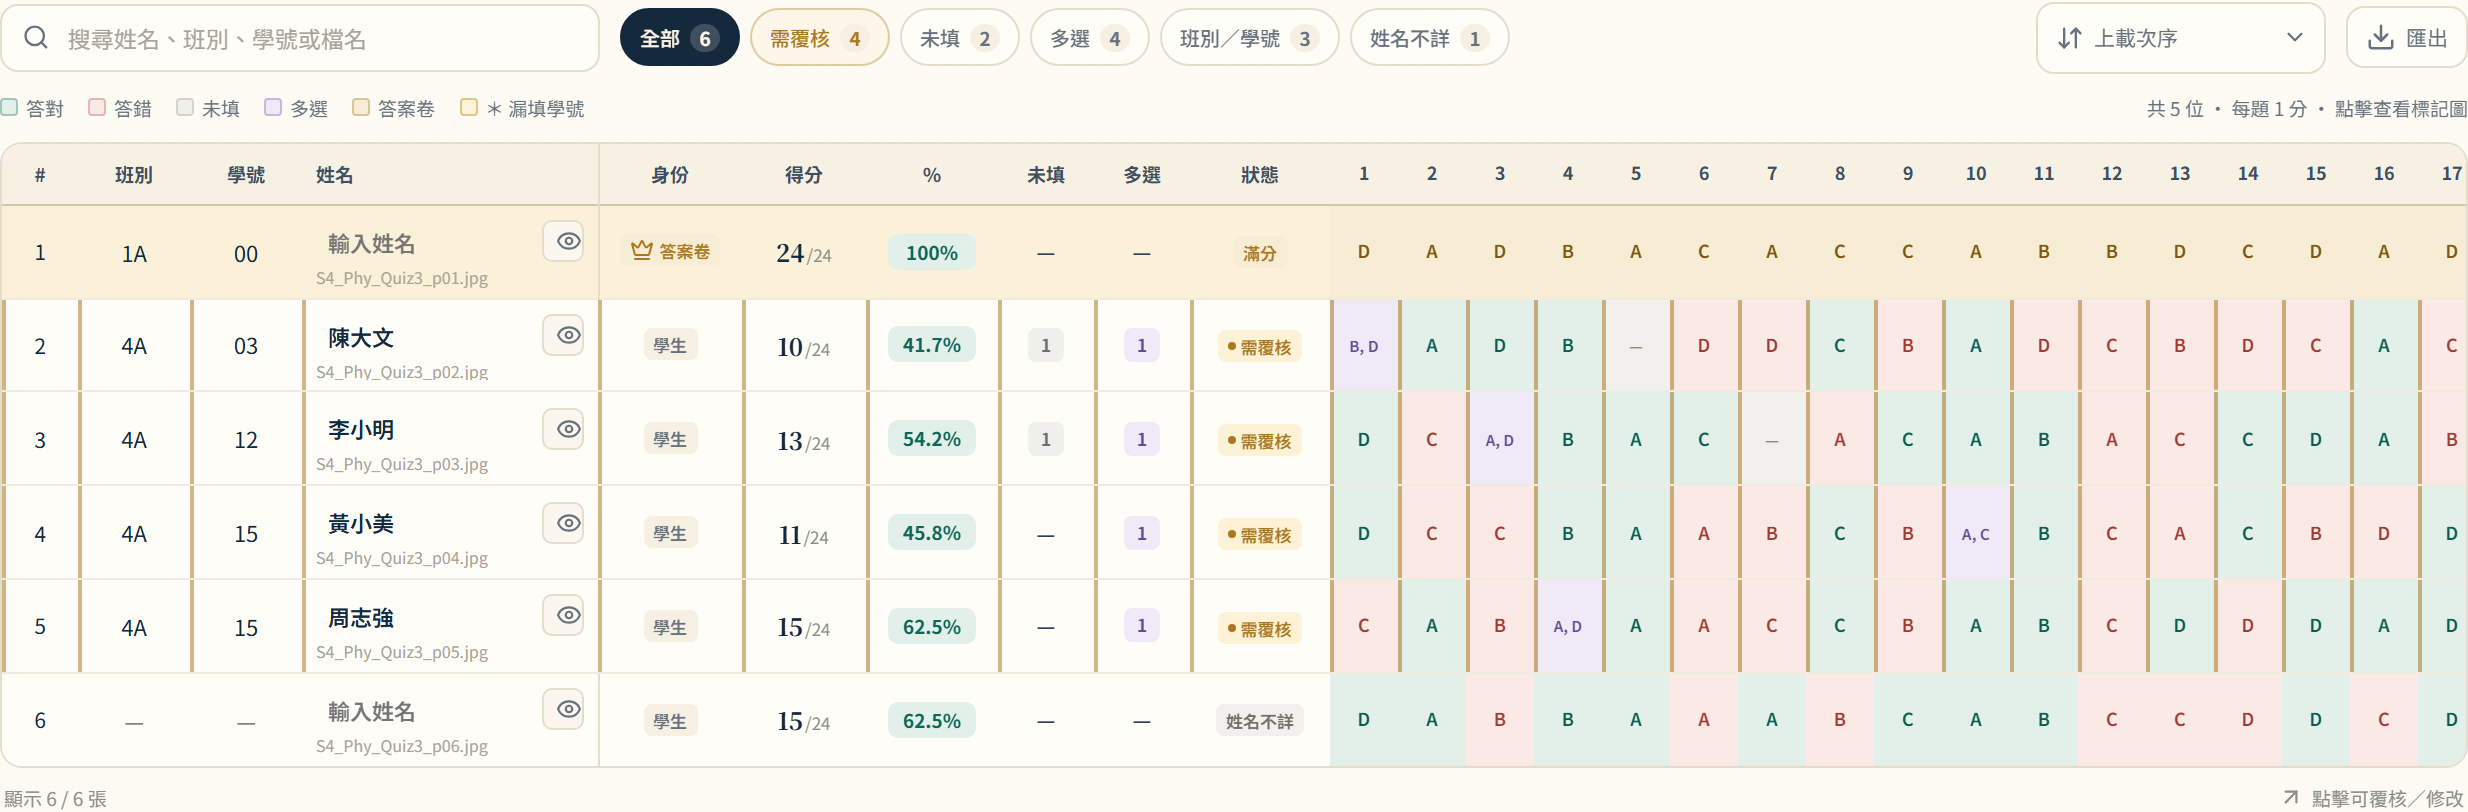 搜尋姓名、班別、學號或檔名 全部 6 需覆核 4 未填 2 多選 4 班別／學號 3 姓名不詳 1 上載次序 匯出
答對 答錯 未填 多選 答案卷 ＊ 漏填學號 共 5 位 · 每題 1 分 · 點擊查看標記圖
# 班別 學號 姓名 身份 得分 % 未填 多選 狀態 1 2 3 4 5 6 7 8 9 10 11 12 13 14 15 16 17
1 1A 00 輸入姓名 答案卷 24/24 100% — — 滿分 D A D B A C A C C A B B D C D A D
S4_Phy_Quiz3_p01.jpg
2 4A 03 陳大文 學生 10/24 41.7% 1 1 需覆核 B, D A D B — D D C B A D C B D C A C
S4_Phy_Quiz3_p02.jpg
3 4A 12 李小明 學生 13/24 54.2% 1 1 需覆核 D C A, D B A C — A C A B A C C D A B
S4_Phy_Quiz3_p03.jpg
4 4A 15 黃小美 學生 11/24 45.8% — 1 需覆核 D C C B A A B C B A, C B C A C B D D
S4_Phy_Quiz3_p04.jpg
5 4A 15 周志強 學生 15/24 62.5% — 1 需覆核 C A B A, D A A C C B A B C D D D A D
S4_Phy_Quiz3_p05.jpg
6 — — 輸入姓名 學生 15/24 62.5% — — 姓名不詳 D A B B A A A B C A B C C D D C D
S4_Phy_Quiz3_p06.jpg
顯示 6 / 6 張 點擊可覆核／修改